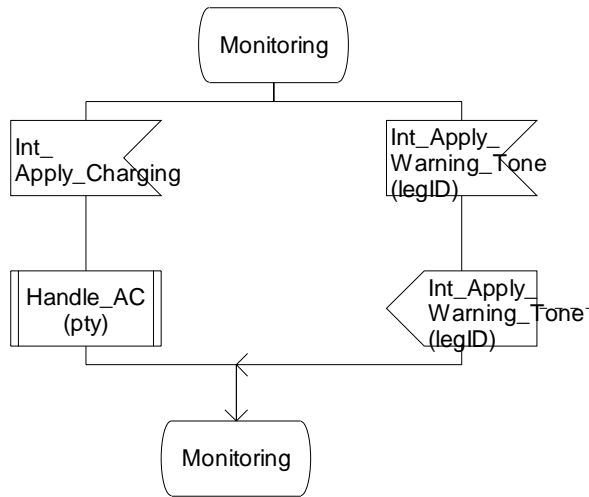 Monitoring
Int_
Apply_Charging
Int_Apply_
Warning_Tone
(legID)
Handle_AC
(pty)
Int_Apply_
Warning_Tone
(legID)
Monitoring